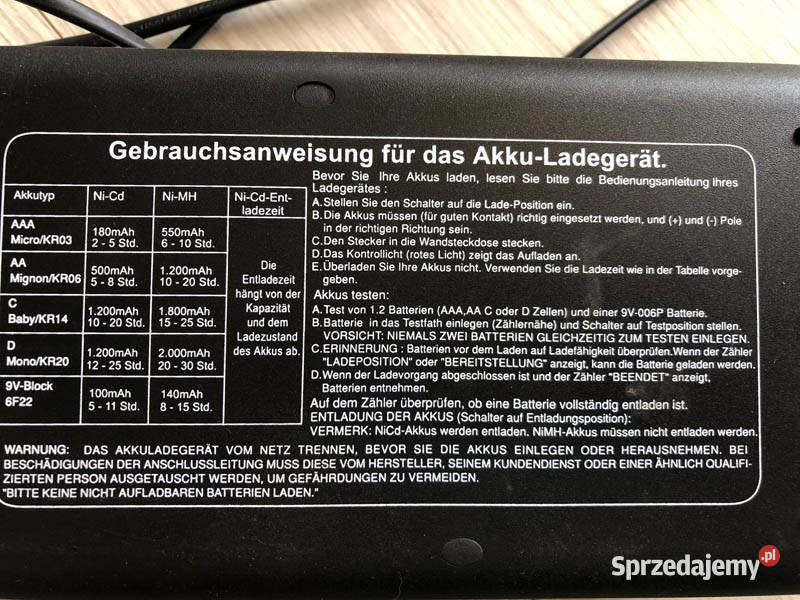 Gebrauchsanweisung für das Akku-Ladegerät.
Akkutyp Ni-Cd Ni-MH Ni-Cd-Ent-
ladezeit
AAA
Micro/KR03
180mAh
2 - 5 Std.
550mAh
6 - 10 Std.
AA
Mignon/KR06
500mAh
5 - 8 Std.
1.200mAh
10 - 20 Std.
C
Baby/KR14
1.200mAh
10 - 20 Std.
1.800mAh
15 - 25 Std.
D
Mono/KR20
1.200mAh
12 - 25 Std.
2.000mAh
20 - 30 Std.
9V-Block
6F22
100mAh
5 - 11 Std.
140mAh
8 - 15 Std.
Die
Entladezeit
hängt von der
Kapazität
und dem
Ladezustand
des Akkus ab.
Bevor Sie Ihre Akkus laden, lesen Sie bitte die Bedienungsanleitung Ihres
Ladegerätes :
A.Stellen Sie den Schalter auf die Lade-Position ein.
B.Die Akkus müssen (für guten Kontakt) richtig eingesetzt werden, und (+) und (-) Pole
in der richtigen Richtung sein.
C.Den Stecker in die Wandsteckdose stecken.
D.Das Kontrollicht (rotes Licht) zeigt das Aufladen an.
E.Überladen Sie Ihre Akkus nicht. Verwenden Sie die Ladezeit wie in der Tabelle vorge-
geben.
Akkus testen:
A.Test von 1.2 Batterien (AAA,AA C oder D Zellen) und einer 9V-006P Batterie.
B.Batterie in das Testfath einlegen (Zählernähe) und Schalter auf Testposition stellen.
VORSICHT: NIEMALS ZWEI BATTERIEN GLEICHZEITIG ZUM TESTEN EINLEGEN.
C.ERINNERUNG : Batterien vor dem Laden auf Ladefähigkeit überprüfen.Wenn der Zähler
"LADEPOSITION" oder "BEREITSTELLUNG" anzeigt, kann die Batterie geladen werden.
D.Wenn der Ladevorgang abgeschlossen ist und der Zähler "BEENDET" anzeigt,
Batterien entnehmen.
Auf dem Zähler überprüfen, ob eine Batterie vollständig entladen ist.
ENTLADUNG DER AKKUS (Schalter auf Entladungsposition):
VERMERK: NiCd-Akkus werden entladen. NiMH-Akkus müssen nicht entladen werden.
WARNUNG: DAS AKKULADEGERÄT VOM NETZ TRENNEN, BEVOR SIE DIE AKKUS EINLEGEN ODER HERAUSNEHMEN. BEI
BESCHÄDIGUNGEN DER ANSCHLUSSLEITUNG MUSS DIESE VOM HERSTELLER, SEINEM KUNDENDIENST ODER EINER ÄHNLICH QUALIFI-
ZIERTEN PERSON AUSGETAUSCHT WERDEN, UM GEFÄHRDUNGEN ZU VERMEIDEN.
"BITTE KEINE NICHT AUFLADBAREN BATTERIEN LADEN."
Sprzedajemy.pl